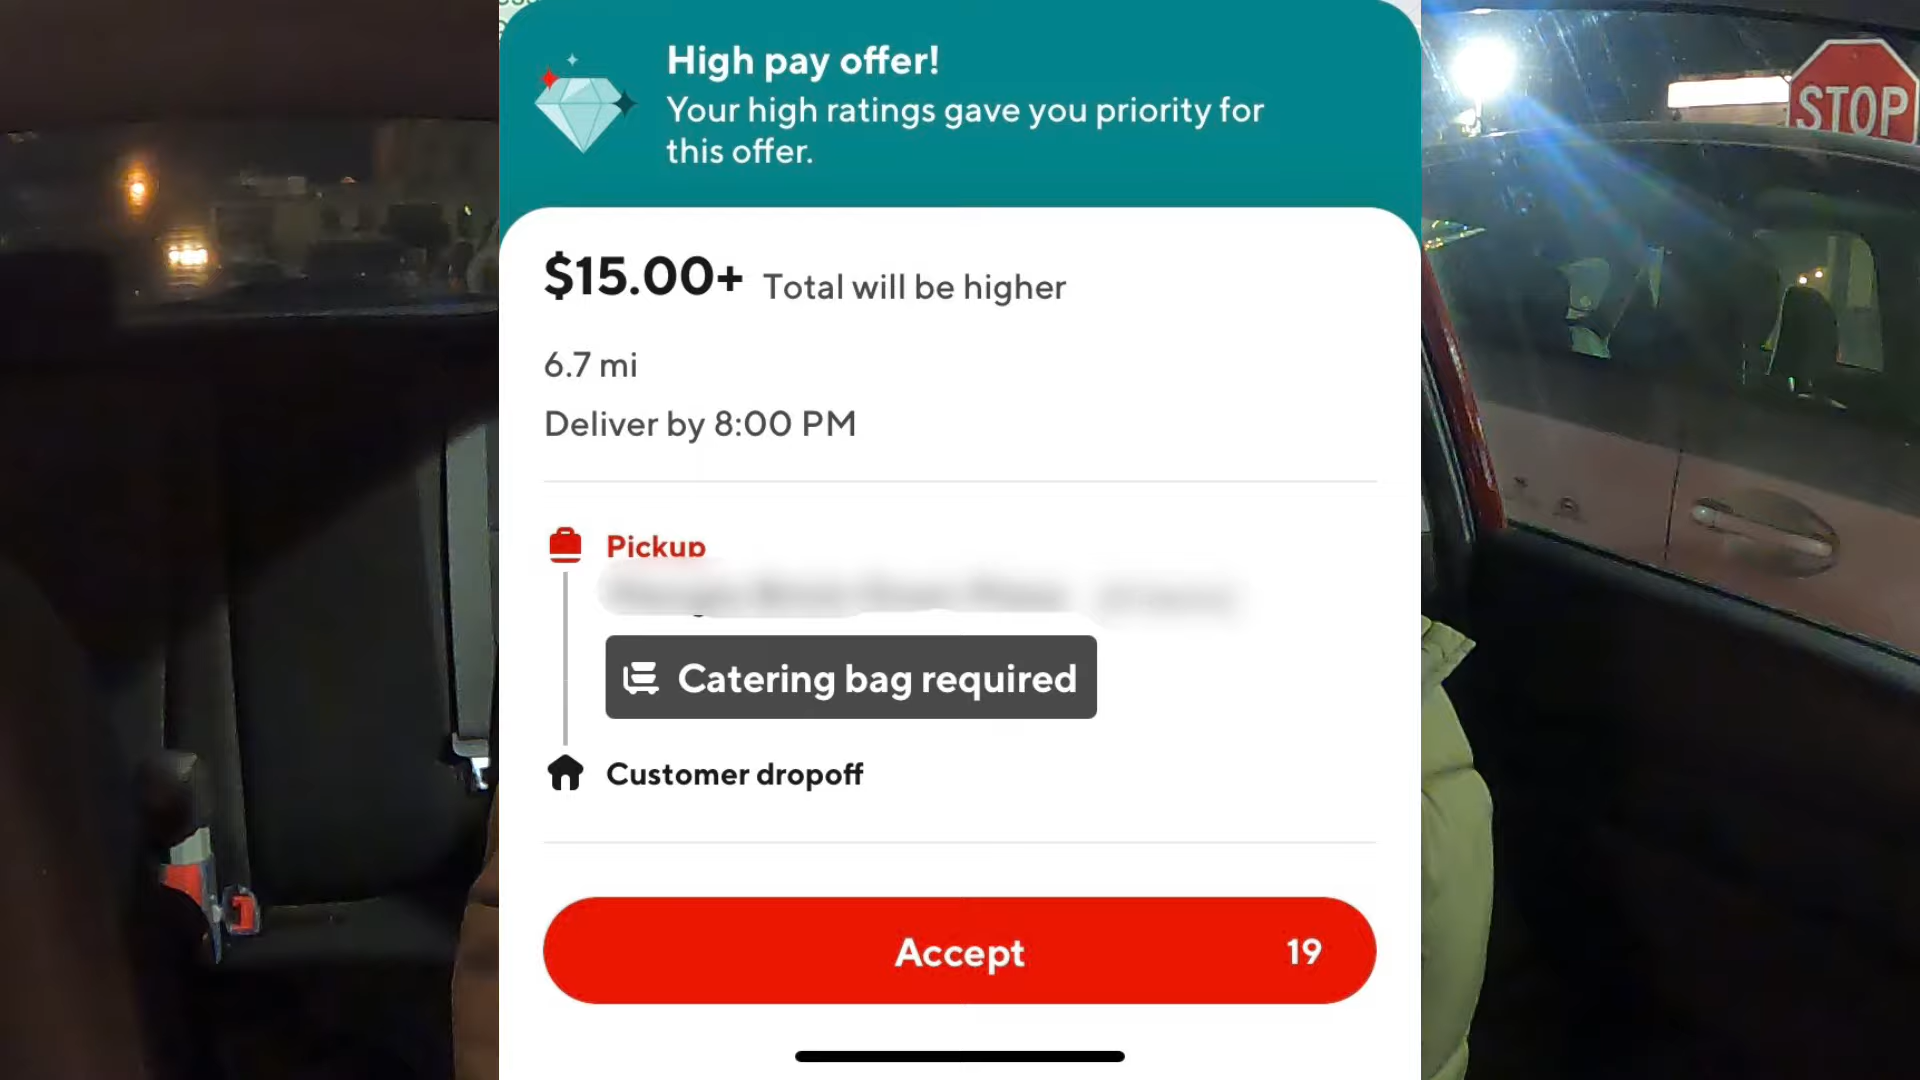 High pay offer!
Your high ratings gave you priority for
this offer.
$15.00+ Total will be higher
6.7 mi
Deliver by 8:00 PM
Pickup
Catering bag required
Customer dropoff
Accept 19
STOP